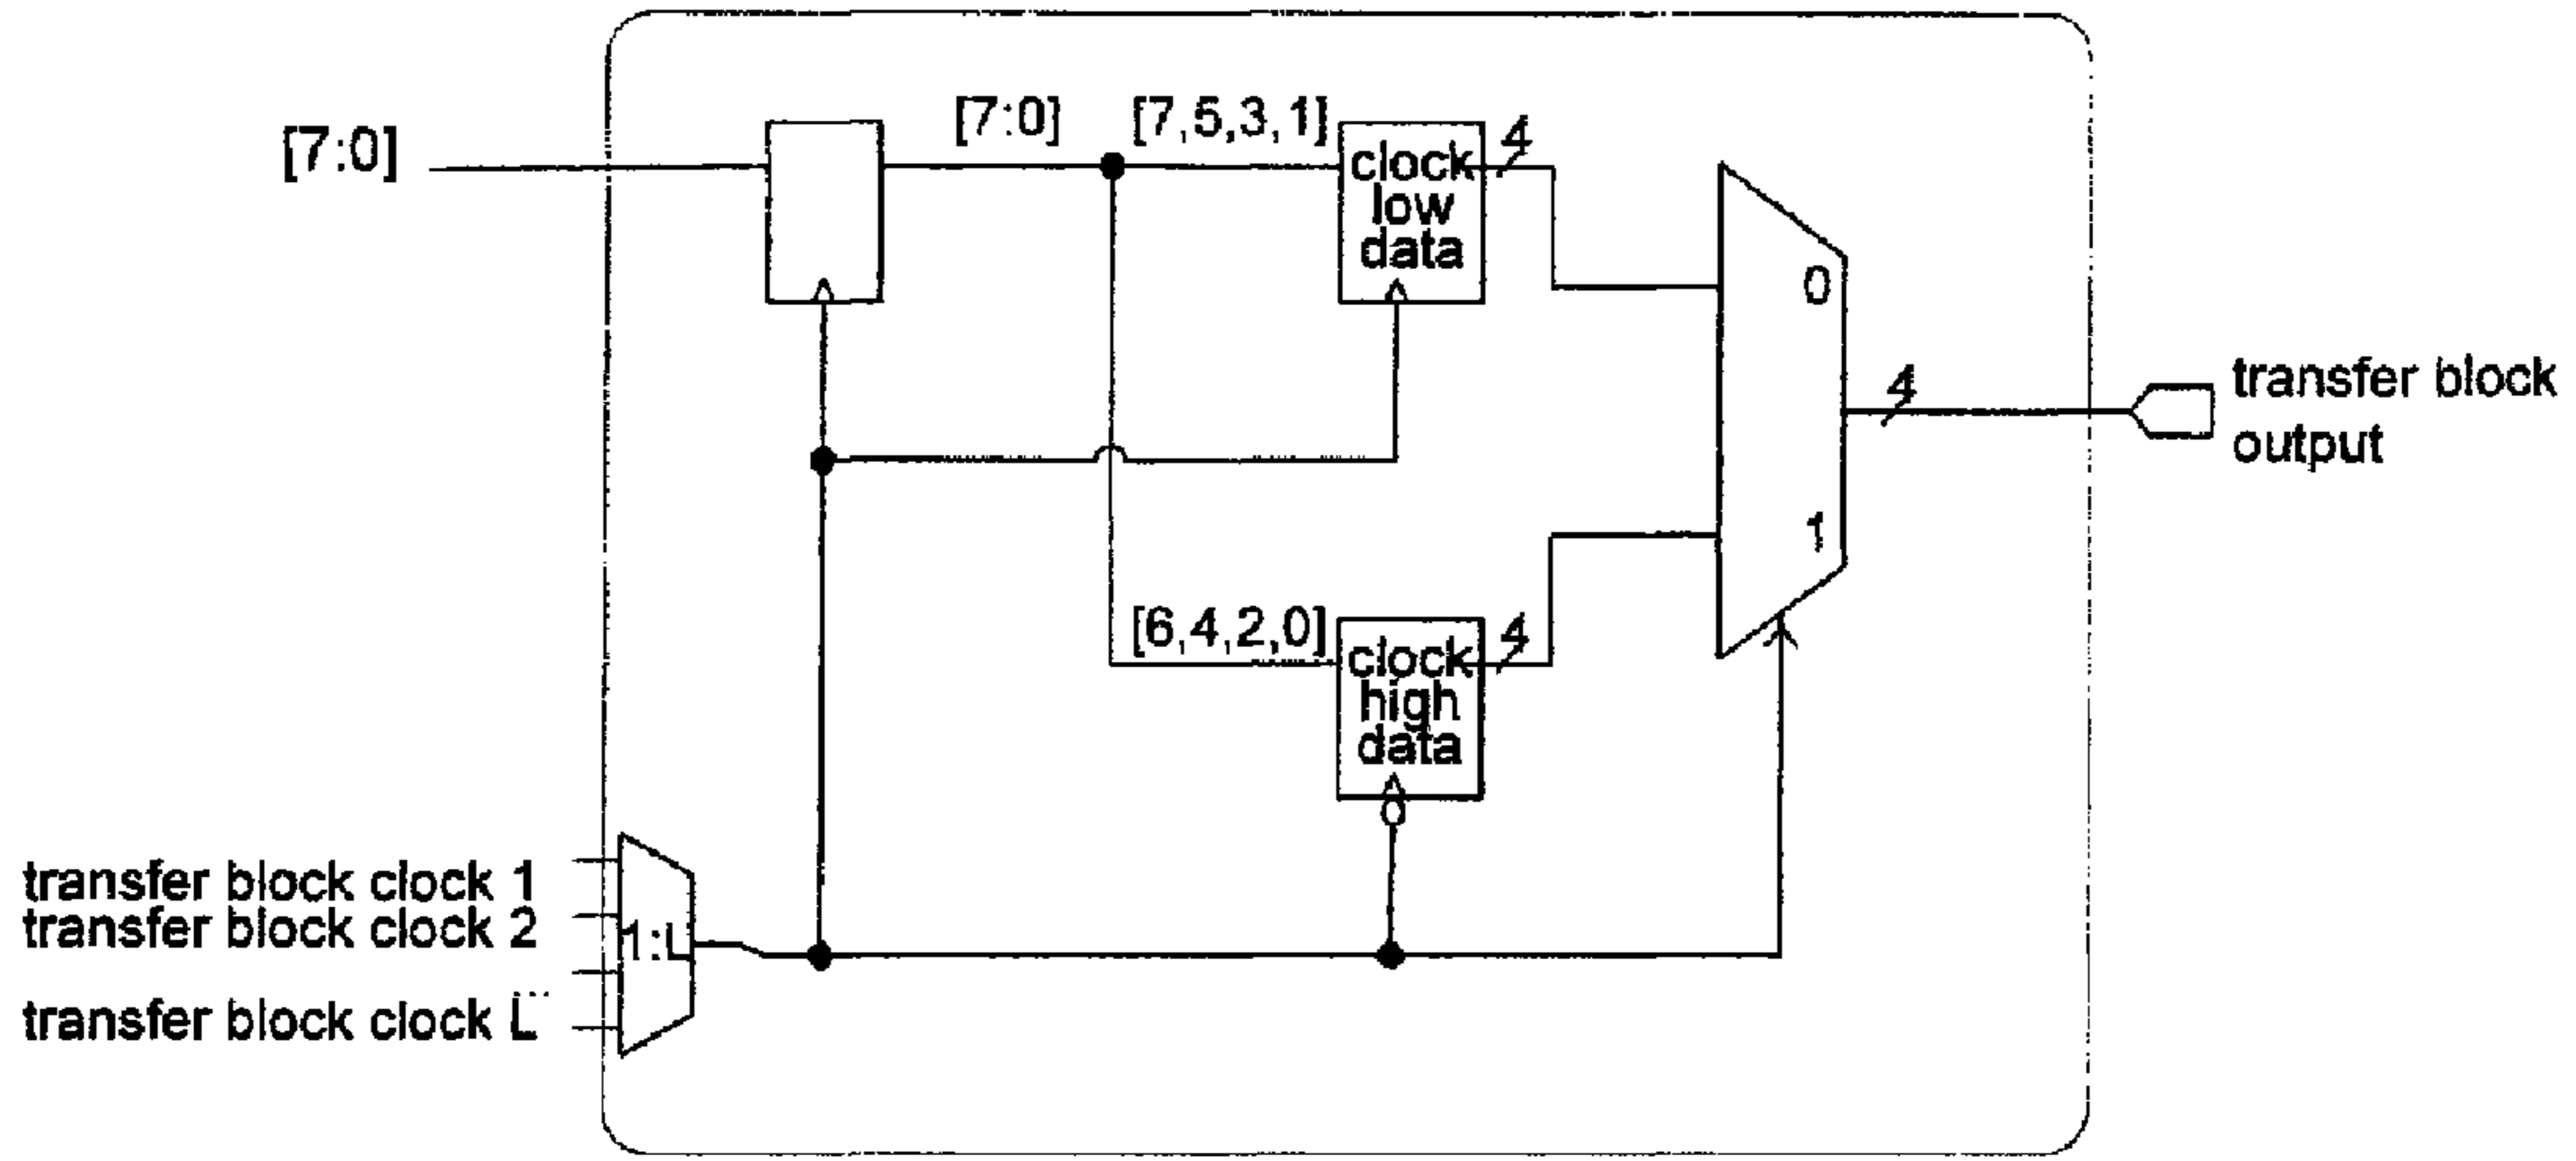 [7:0]
[7:0]
[7,5,3,1]
clock
low
data
4
0
4
transfer block
output
1
[6,4,2,0]
clock
high
data
4
transfer block clock 1
transfer block clock 2
1:L
...
transfer block clock L